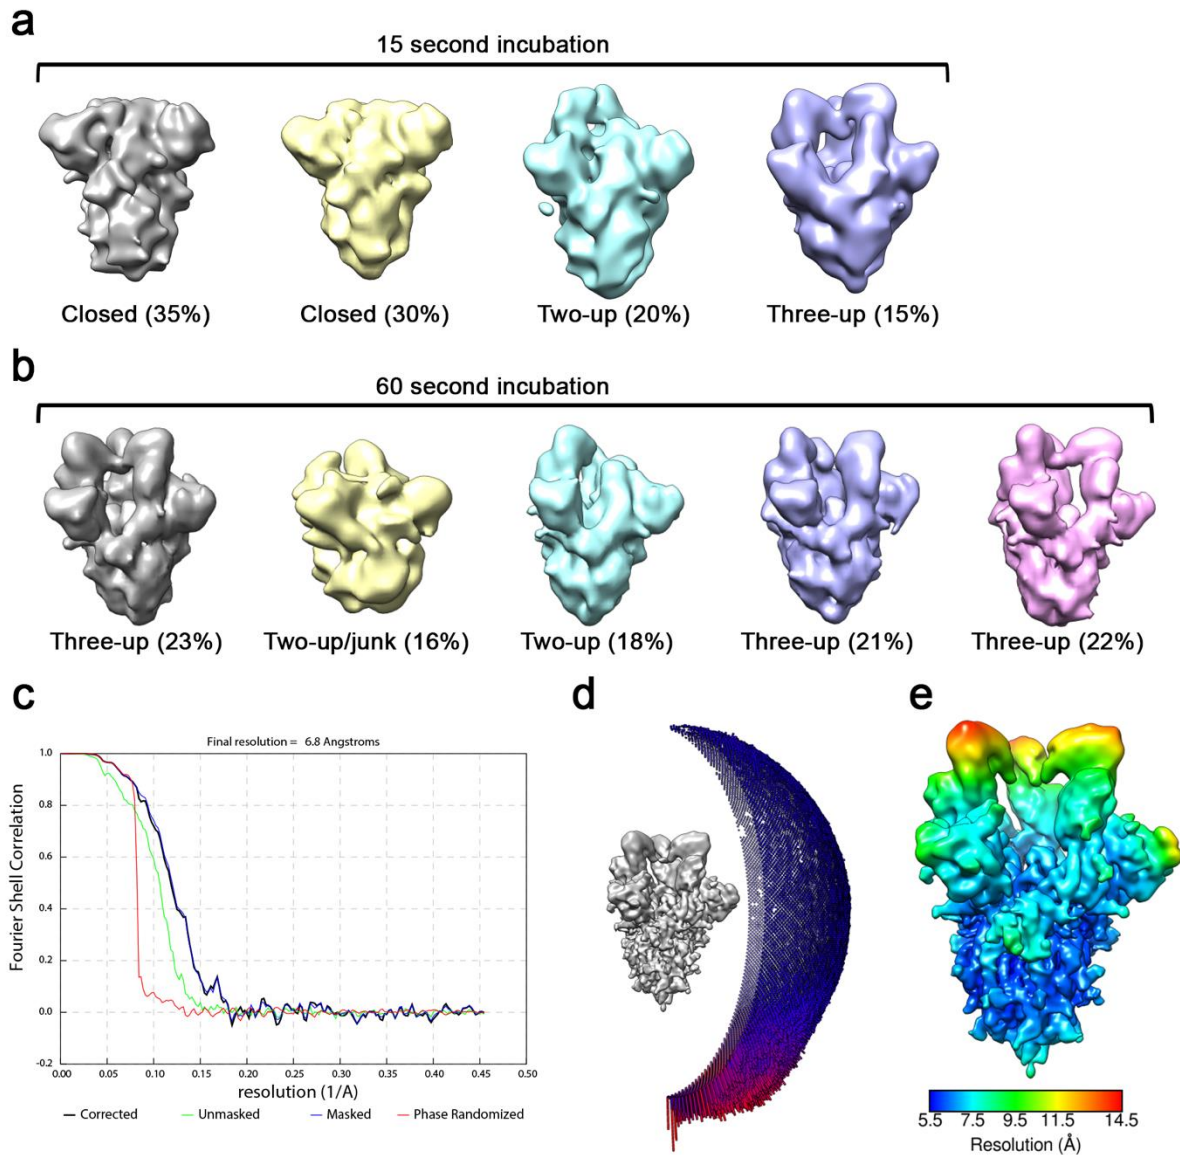 a
15 second incubation
Closed (35%)
Closed (30%)
Two-up (20%)
Three-up (15%)
b
60 second incubation
Three-up (23%)
Two-up/junk (16%)
Two-up (18%)
Three-up (21%)
Three-up (22%)
c
Final resolution = 6.8 Angstroms
Fourier Shell Correlation
1.0
0.8
0.6
0.4
0.2
0.0
-0.2
0.00 0.05 0.10 0.15 0.20 0.25 0.30 0.35 0.40 0.45 0.50
resolution (1/A)
Corrected
Unmasked
Masked
Phase Randomized
d
e
5.5 7.5 9.5 11.5 14.5
Resolution (Å)